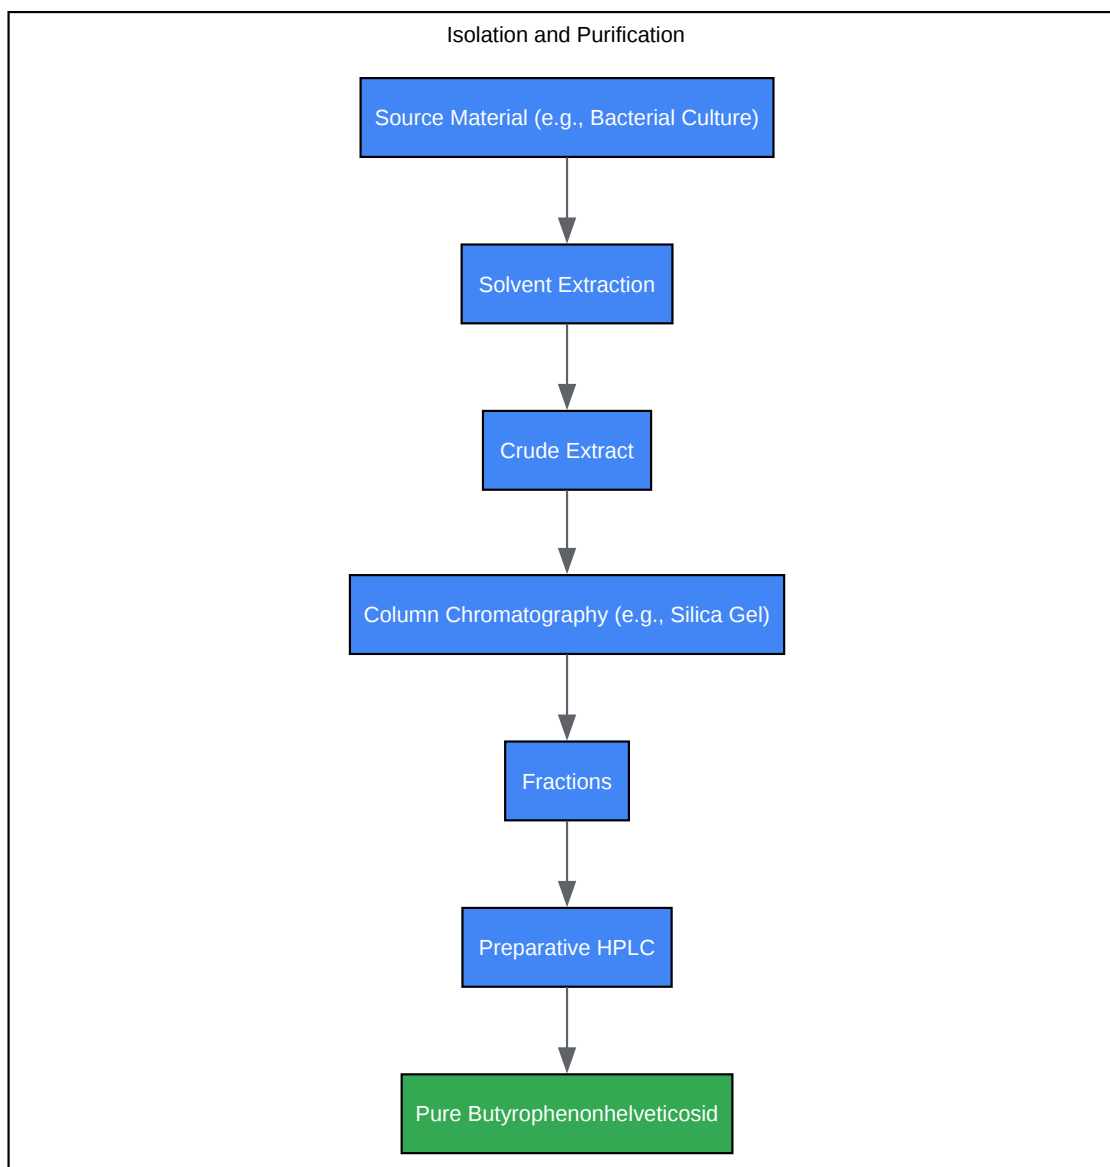 Isolation and Purification
Source Material (e.g., Bacterial Culture)
Solvent Extraction
Crude Extract
Column Chromatography (e.g., Silica Gel)
Fractions
Preparative HPLC
Pure Butyrophenonhelveticosid